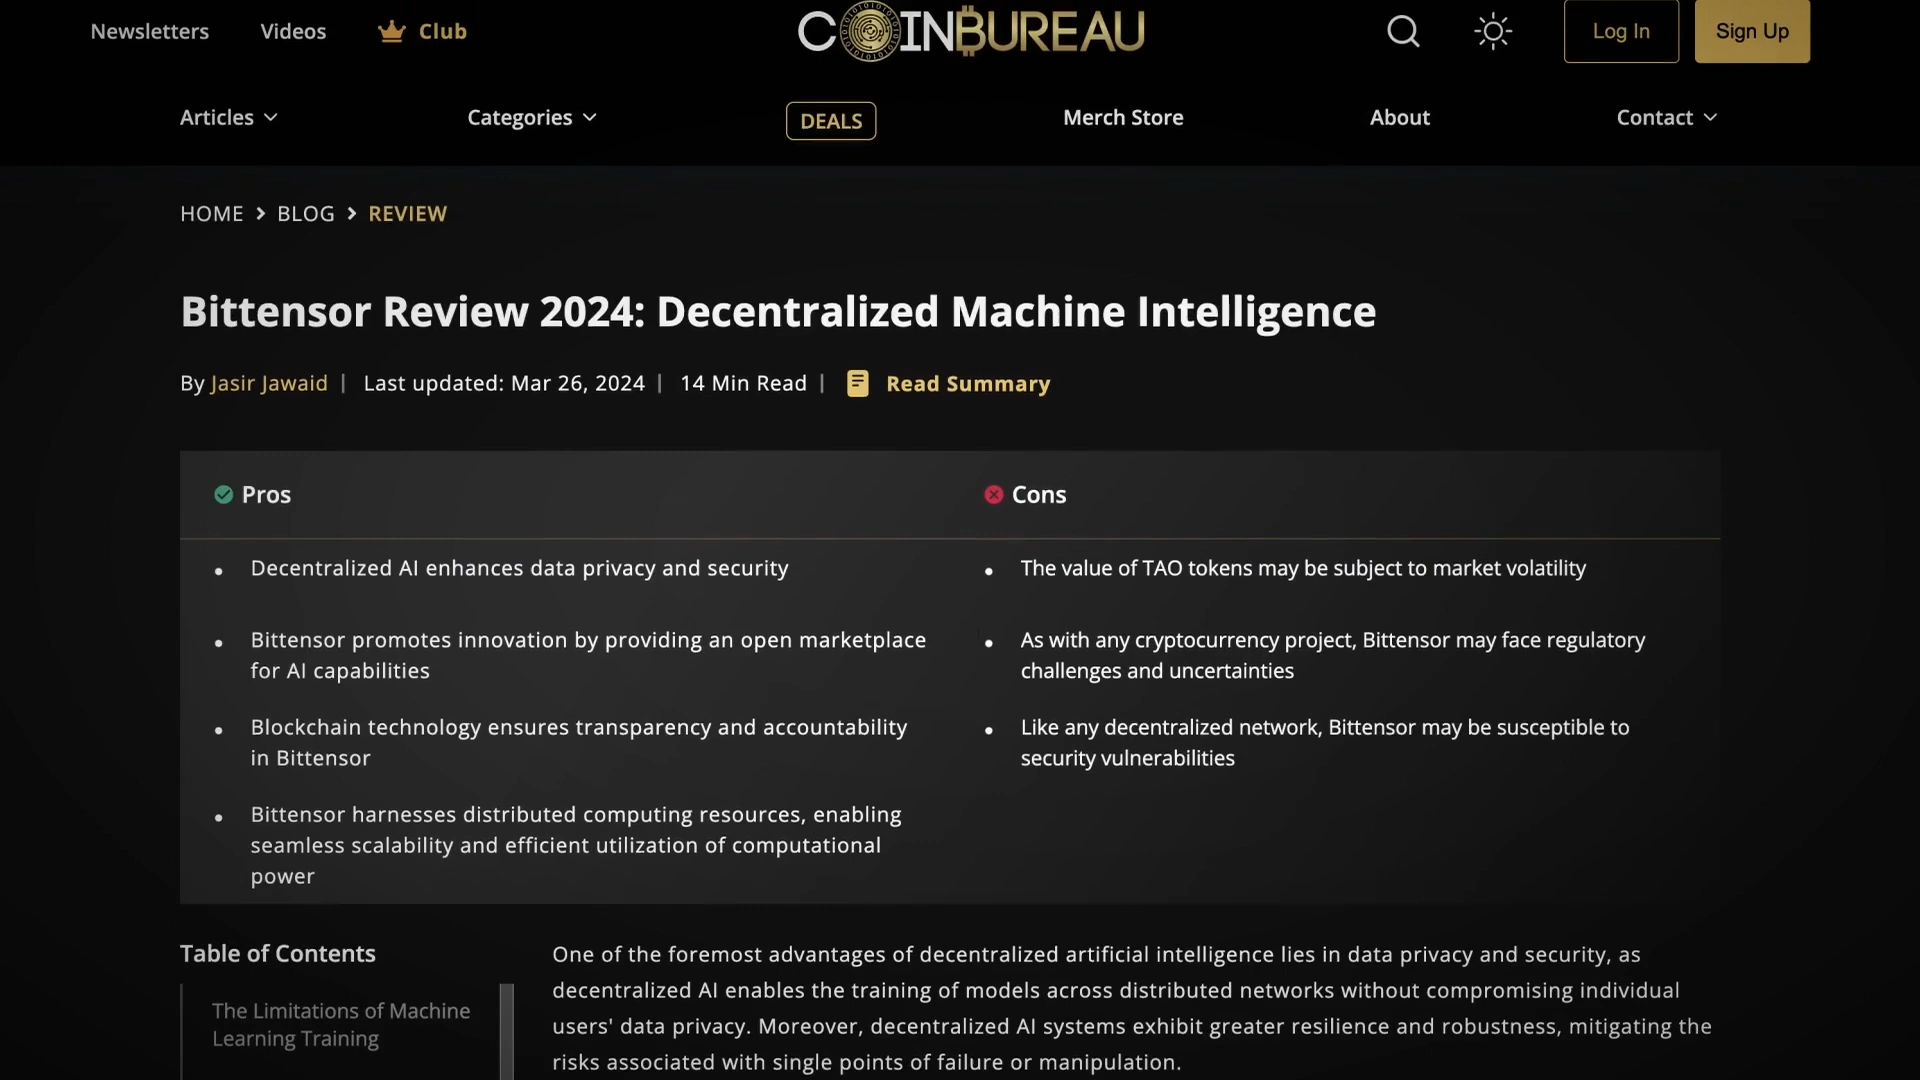 Newsletters Videos Club COINBUREAU Log In Sign Up
Articles Categories DEALS Merch Store About Contact
HOME > BLOG > REVIEW
Bittensor Review 2024: Decentralized Machine Intelligence
By Jasir Jawaid | Last updated: Mar 26, 2024 | 14 Min Read | Read Summary
Pros
• Decentralized AI enhances data privacy and security
• Bittensor promotes innovation by providing an open marketplace
for AI capabilities
• Blockchain technology ensures transparency and accountability
in Bittensor
• Bittensor harnesses distributed computing resources, enabling
seamless scalability and efficient utilization of computational
power
Cons
• The value of TAO tokens may be subject to market volatility
• As with any cryptocurrency project, Bittensor may face regulatory
challenges and uncertainties
• Like any decentralized network, Bittensor may be susceptible to
security vulnerabilities
Table of Contents
The Limitations of Machine
Learning Training
One of the foremost advantages of decentralized artificial intelligence lies in data privacy and security, as
decentralized AI enables the training of models across distributed networks without compromising individual
users' data privacy. Moreover, decentralized AI systems exhibit greater resilience and robustness, mitigating the
risks associated with single points of failure or manipulation.